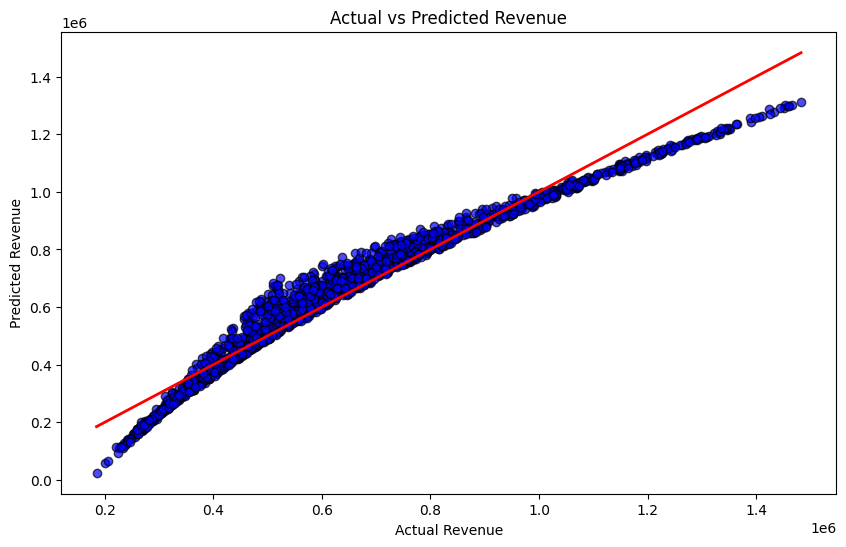 Actual vs Predicted Revenue
1e6
1.4
1.2
1.0
0.8
0.6
0.4
0.2
0.0
Predicted Revenue
0.2 0.4 0.6 0.8 1.0 1.2 1.4
1e6
Actual Revenue